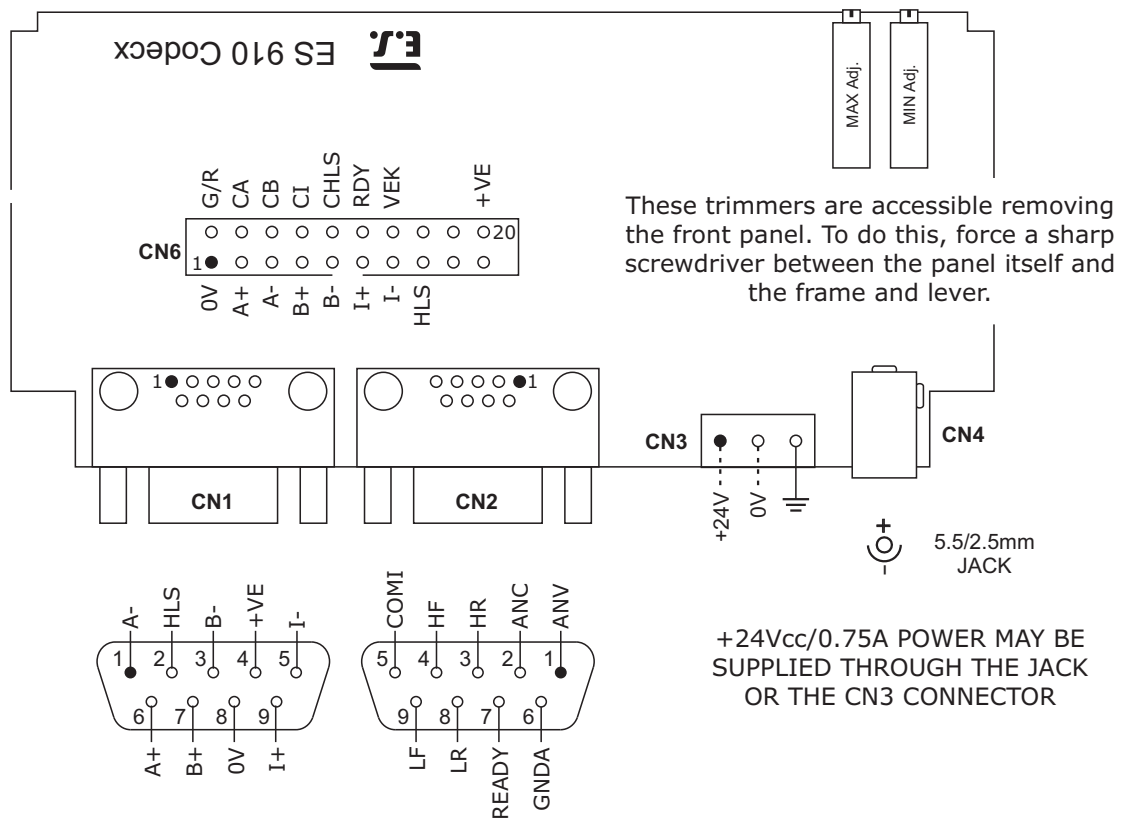 ES 910 Codecx
E.S.
MAX Adj.
MIN Adj.
G/R
CA
CB
CI
CHLS
RDY
VEK
+VE
CN6
20
1
0V
A+
A-
B+
B-
I+
I-
HLS
These trimmers are accessible removing
the front panel. To do this, force a sharp
screwdriver between the panel itself and
the frame and lever.
1
1
CN3
CN4
CN1
CN2
+24V
0V
+
-
5.5/2.5mm
JACK
A-
HLS
B-
+VE
I-
1
2
3
4
5
6
7
8
9
A+
B+
0V
I+
COMI
HF
HR
ANC
ANV
5
4
3
2
1
9
8
7
6
LF
LR
READY
GNDA
+24Vcc/0.75A POWER MAY BE
SUPPLIED THROUGH THE JACK
OR THE CN3 CONNECTOR